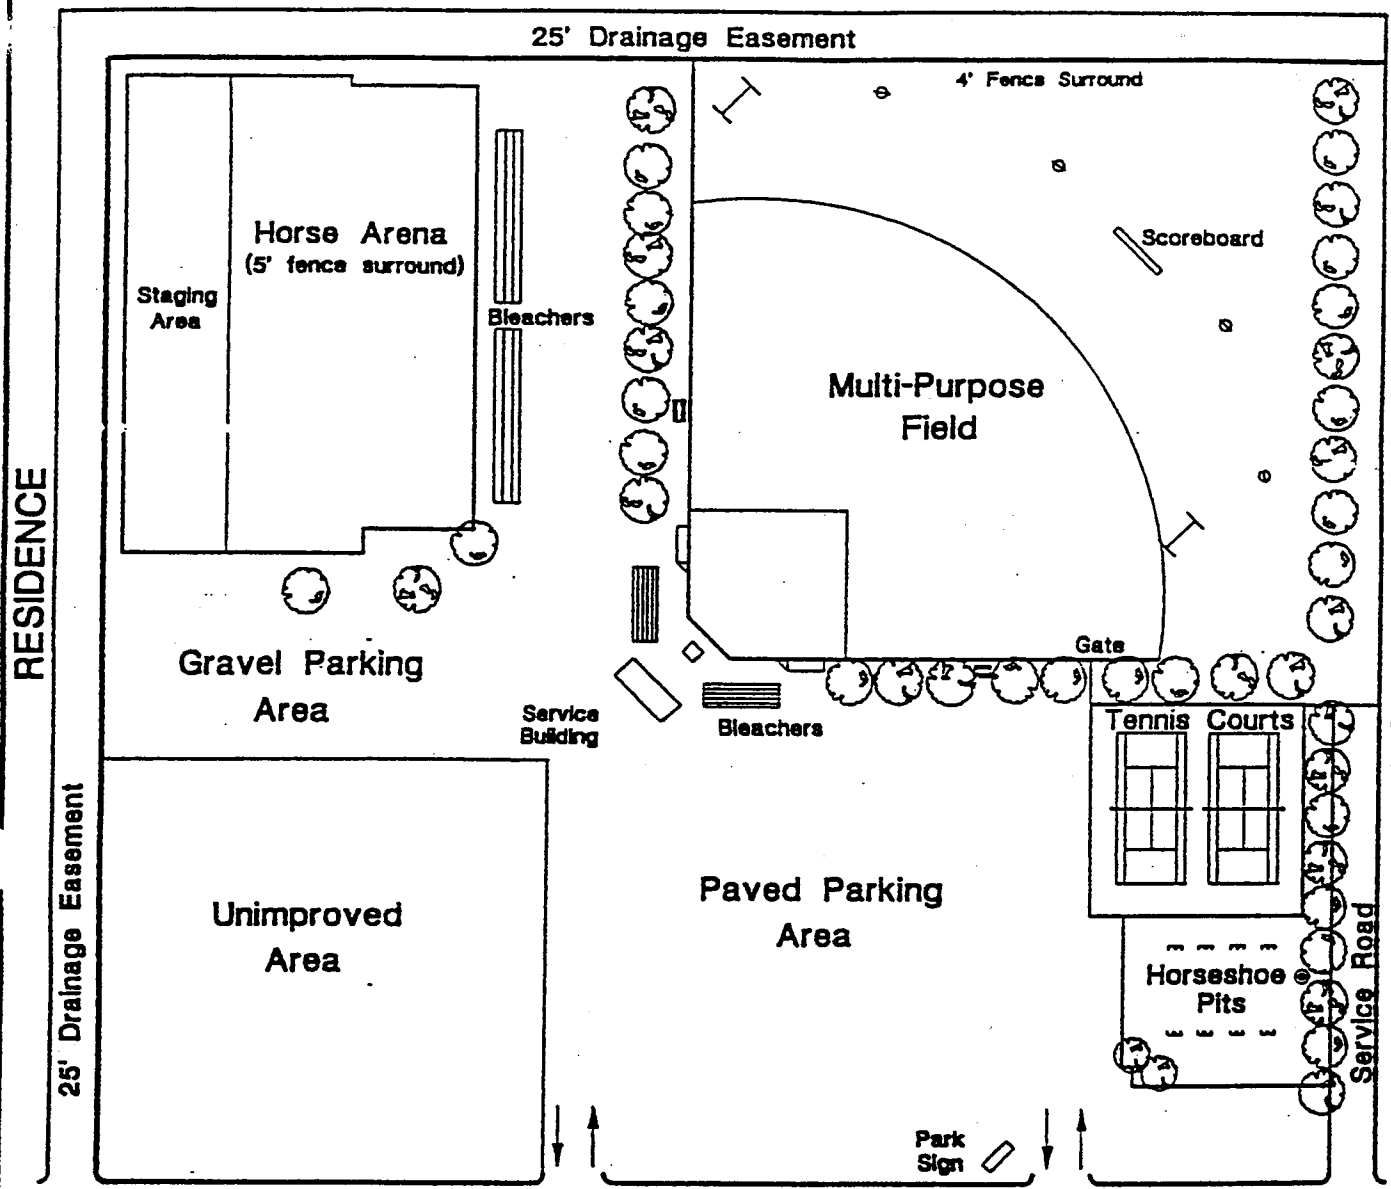 25' Drainage Easement
4' Fence Surround
Horse Arena
(5' fence surround)
Staging
Area
Bleachers
Scoreboard
Multi-Purpose
Field
RESIDENCE
Gate
Gravel Parking
Area
Service
Building
Bleachers
Tennis Courts
25' Drainage Easement
Unimproved
Area
Paved Parking
Area
Horseshoe
Pits
Service Road
Park
Sign